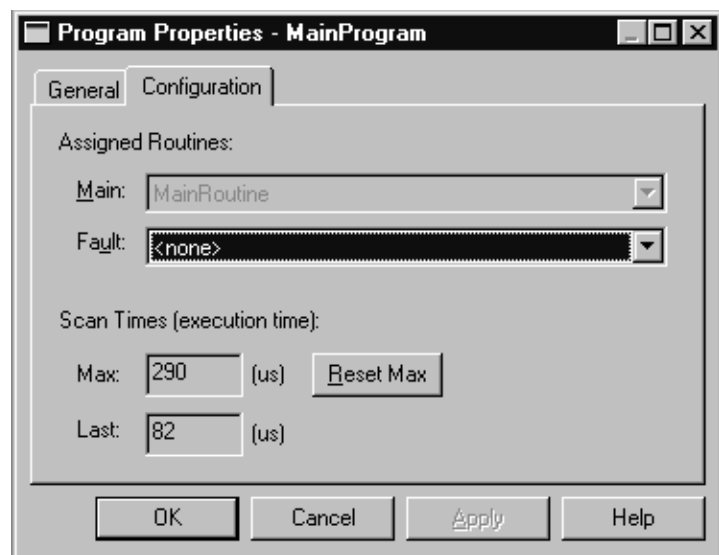 Program Properties - MainProgram
General Configuration
Assigned Routines:
Main: MainRoutine
Fault: <none>
Scan Times (execution time):
Max: 290 (us) Reset Max
Last: 82 (us)
OK Cancel Apply Help